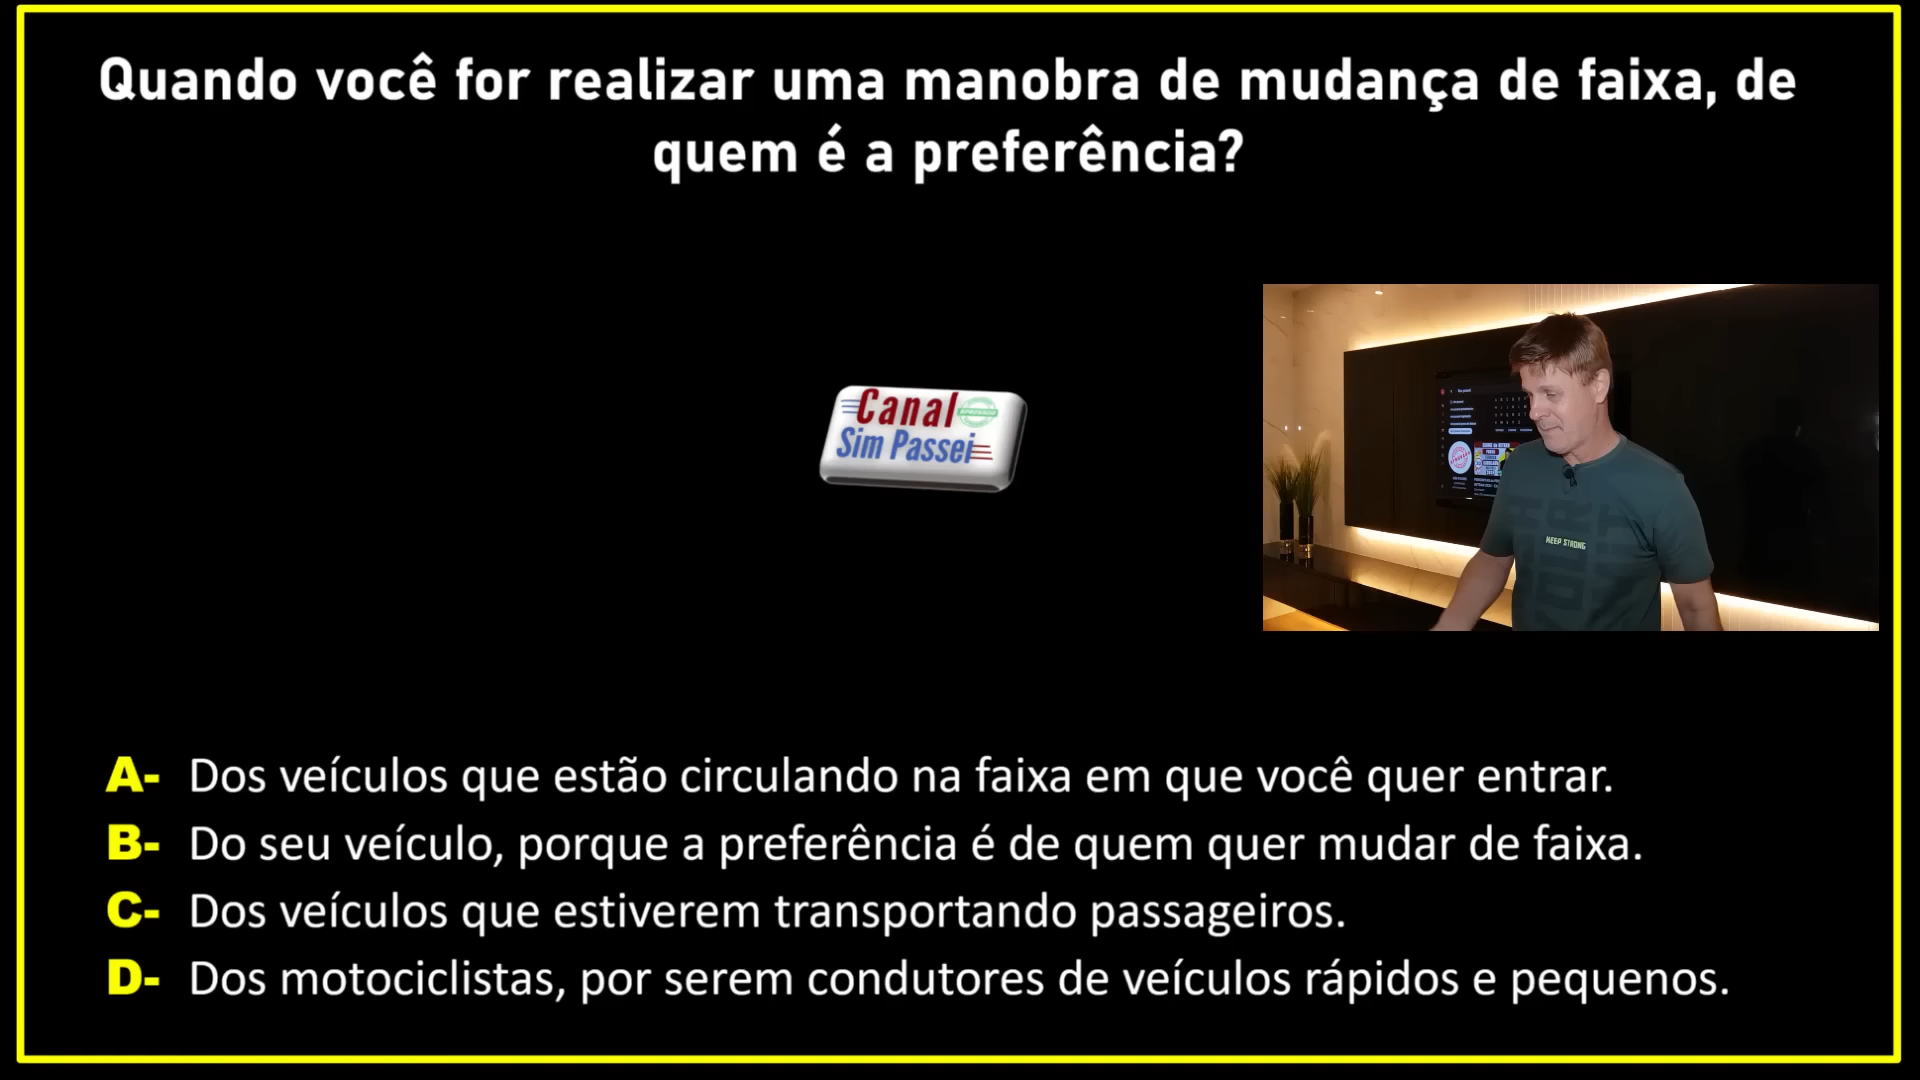 Quando você for realizar uma manobra de mudança de faixa, de
quem é a preferência?
Canal
Sim Passei
KEEP STRONG
A- Dos veículos que estão circulando na faixa em que você quer entrar.
B- Do seu veículo, porque a preferência é de quem quer mudar de faixa.
C- Dos veículos que estiverem transportando passageiros.
D- Dos motociclistas, por serem condutores de veículos rápidos e pequenos.